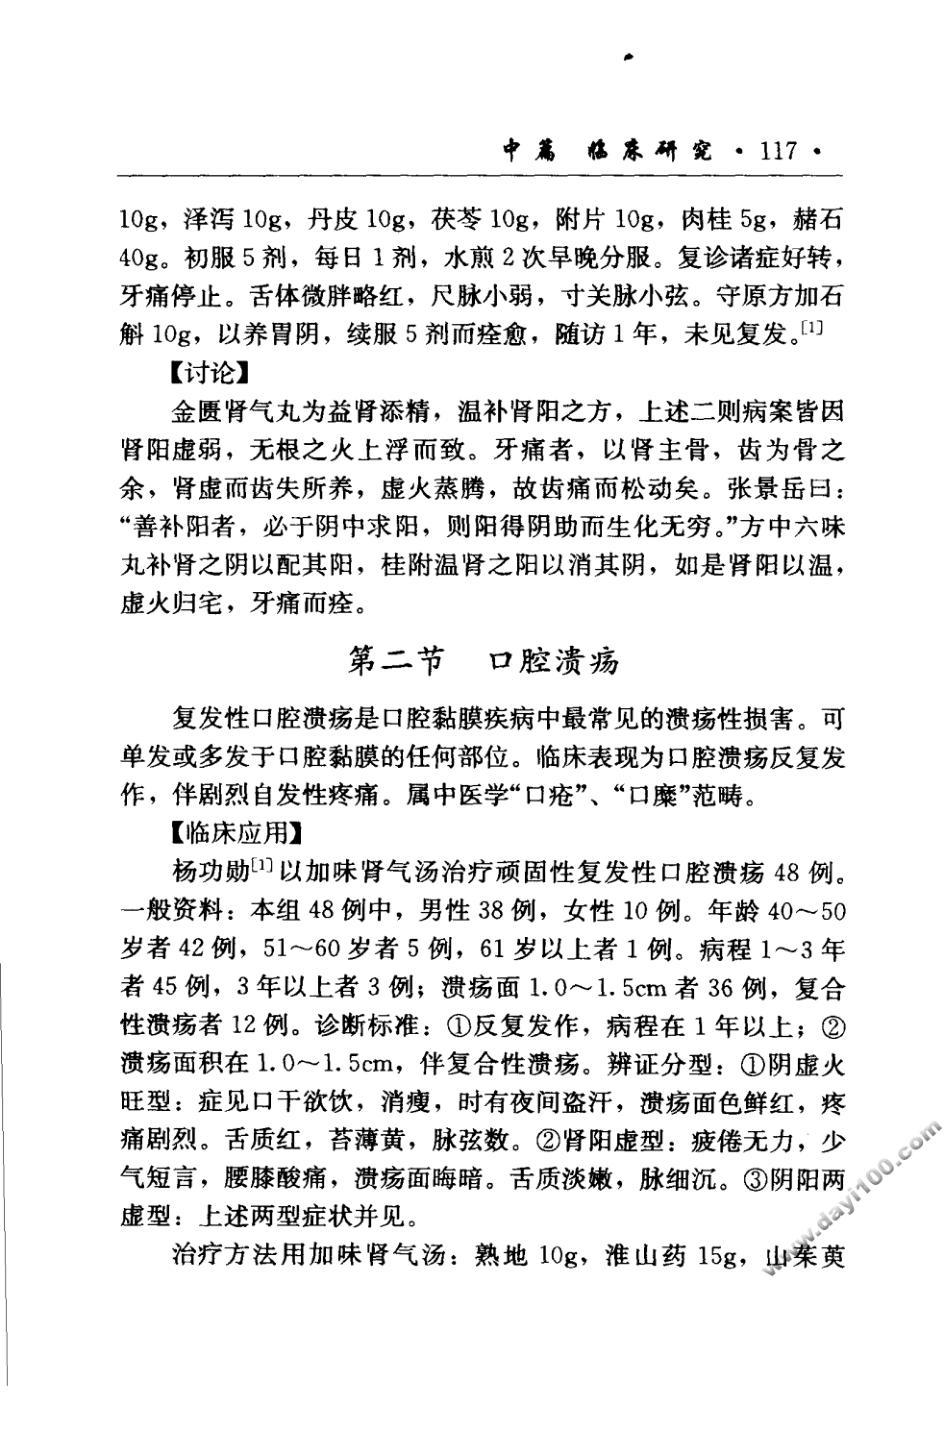 中篇 临床研究 · 117 ·
10g，泽泻 10g，丹皮 10g，茯苓 10g，附片 10g，肉桂 5g，赭石
40g。初服 5 剂，每日 1 剂，水煎 2 次早晚分服。复诊诸症好转，
牙痛停止。舌体微胖略红，尺脉小弱，寸关脉小弦。守原方加石
斛 10g，以养胃阴，续服 5 剂而痊愈，随访 1 年，未见复发。[1]
【讨论】
金匮肾气丸为益肾添精，温补肾阳之方，上述二则病案皆因
肾阳虚弱，无根之火上浮而致。牙痛者，以肾主骨，齿为骨之
余，肾虚而齿失所养，虚火蒸腾，故齿痛而松动矣。张景岳曰：
“善补阳者，必于阴中求阳，则阳得阴助而生化无穷。”方中六味
丸补肾之阴以配其阳，桂附温肾之阳以消其阴，如是肾阳以温，
虚火归宅，牙痛而痊。
第二节 口腔溃疡
复发性口腔溃疡是口腔黏膜疾病中最常见的溃疡性损害。可
单发或多发于口腔黏膜的任何部位。临床表现为口腔溃疡反复发
作，伴剧烈自发性疼痛。属中医学“口疮”、“口糜”范畴。
【临床应用】
杨功勋[1]以加味肾气汤治疗顽固性复发性口腔溃疡 48 例。
一般资料：本组 48 例中，男性 38 例，女性 10 例。年龄 40～50
岁者 42 例，51～60 岁者 5 例，61 岁以上者 1 例。病程 1～3 年
者 45 例，3 年以上者 3 例；溃疡面 1.0～1.5cm 者 36 例，复合
性溃疡者 12 例。诊断标准：①反复发作，病程在 1 年以上；②
溃疡面积在 1.0～1.5cm，伴复合性溃疡。辨证分型：①阴虚火
旺型：症见口干欲饮，消瘦，时有夜间盗汗，溃疡面色鲜红，疼
痛剧烈。舌质红，苔薄黄，脉弦数。②肾阳虚型：疲倦无力，少
气短言，腰膝酸痛，溃疡面晦暗。舌质淡嫩，脉细沉。③阴阳两
虚型：上述两型症状并见。
治疗方法用加味肾气汤：熟地 10g，淮山药 15g，山茱萸
www.dayi100.com